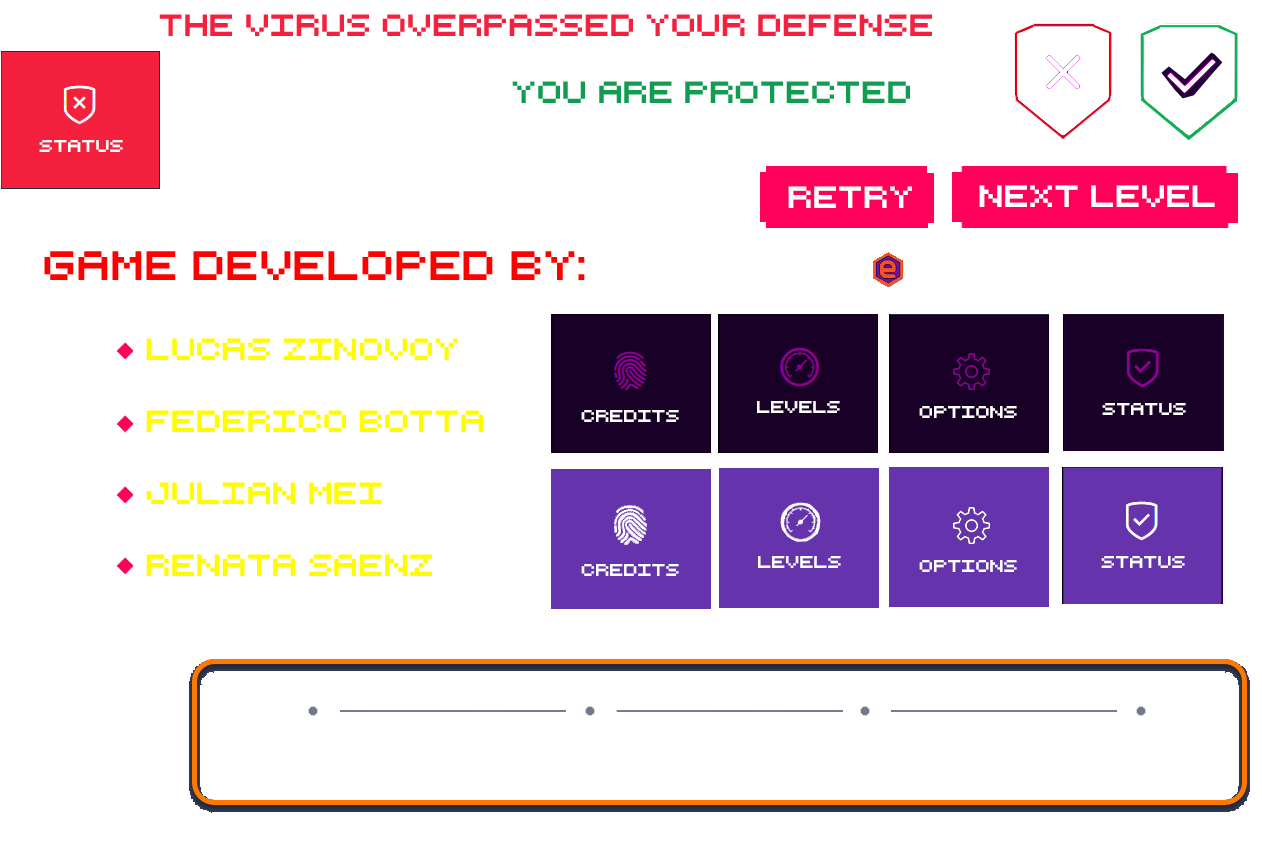 THE VIRUS OVERPASSED YOUR DEFENSE
YOU ARE PROTECTED
STATUS
RETRY
NEXT LEVEL
GAME DEVELOPED BY:
e
LUCAS ZINOVOY
FEDERICO BOTTA
JULIAN MEI
RENATA SAENZ
CREDITS
LEVELS
OPTIONS
STATUS
CREDITS
LEVELS
OPTIONS
STATUS